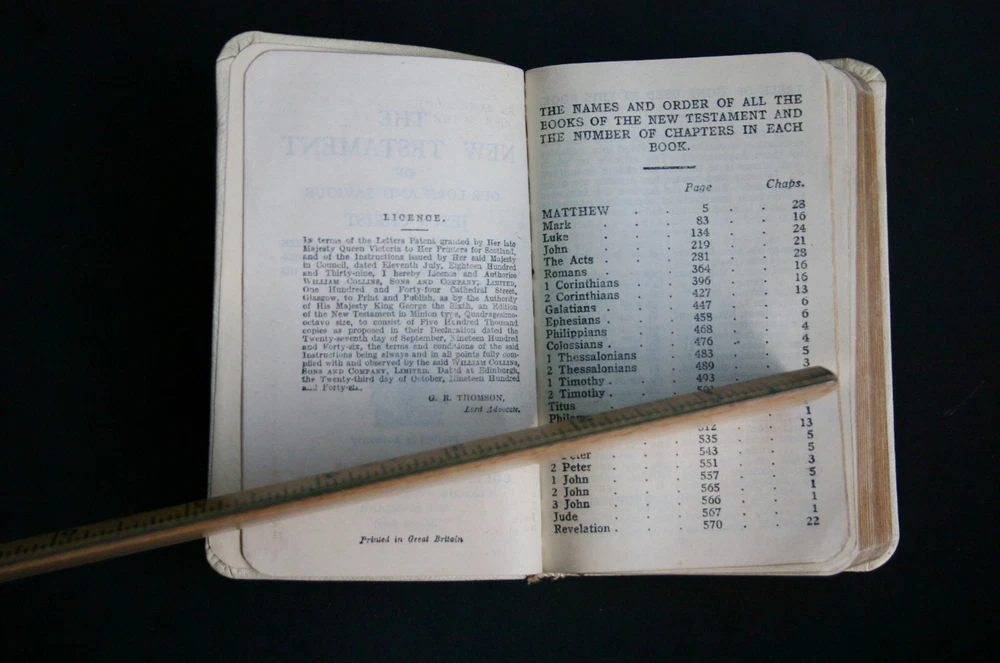 LICENCE.
In terms of the Letters Patent granted by Her late
Majesty Queen Victoria to Her Printers for Scotland,
and of the Instructions issued by Her said Majesty
in Council, dated Eleventh July, Eighteen Hundred
and Thirty-nine, I hereby License and Authorise
WILLIAM COLLINS, SONS AND COMPANY, LIMITED,
One Hundred and Forty-four Cathedral Street,
Glasgow, to Print and Publish, as by the Authority
of His Majesty King George the Sixth, an Edition
of the New Testament in Minion type, Quadragesimo-
octavo size, to consist of Five Hundred Thousand
copies as proposed in their Declaration dated the
Twenty-seventh day of September, Nineteen Hundred
and Forty-six, the terms and conditions of the said
Instructions being always and in all points fully com-
plied with and observed by the said WILLIAM COLLINS,
SONS AND COMPANY, LIMITED. Dated at Edinburgh,
the Twenty-third day of October, Nineteen Hundred
and Forty-six.
G. R. THOMSON,
Lord Advocate.
Printed in Great Britain
THE NAMES AND ORDER OF ALL THE
BOOKS OF THE NEW TESTAMENT AND
THE NUMBER OF CHAPTERS IN EACH
BOOK.
Page Chaps.
MATTHEW . . 5 . . 28
Mark . . 83 . . 16
Luke . . 134 . . 24
John . . 219 . . 21
The Acts . . 281 . . 28
Romans . . 364 . . 16
1 Corinthians . . 396 . . 16
2 Corinthians . . 427 . . 13
Galatians . . 447 . . 6
Ephesians . . 458 . . 6
Philippians . . 468 . . 4
Colossians . . 476 . . 4
1 Thessalonians . . 483 . . 5
2 Thessalonians . . 489 . . 3
1 Timothy . . 493
2 Timothy .
Titus
1
13
535 . . 5
543 . . 5
2 Peter . . 551 . . 3
1 John . . 557 . . 5
2 John . . 565 . . 1
3 John . . 566 . . 1
Jude . . 567 . . 1
Revelation . . 570 . . 22